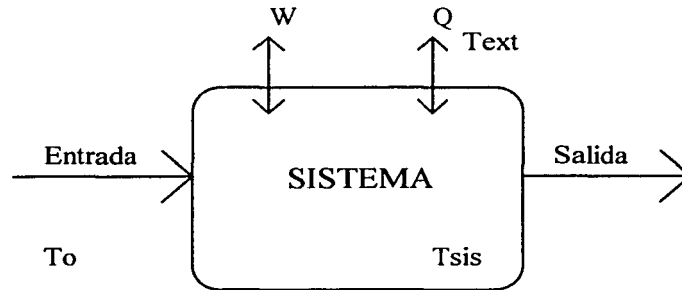 W Q
Text
Entrada
SISTEMA
Salida
To
Tsis